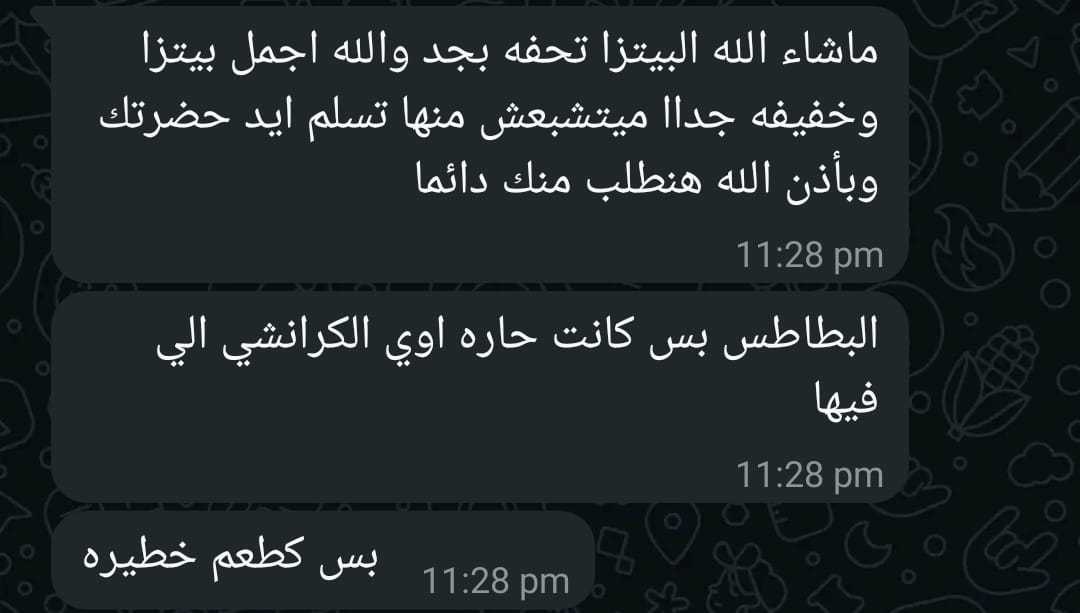 ماشاء الله البيتزا تحفه بجد والله اجمل بيتزا
وخفيفه جداا ميتشبعش منها تسلم ايد حضرتك
وبأذن الله هنطلب منك دائما
11:28 pm
البطاطس بس كانت حاره اوي الكرانشي الي
فيها
11:28 pm
بس كطعم خطيره
11:28 pm